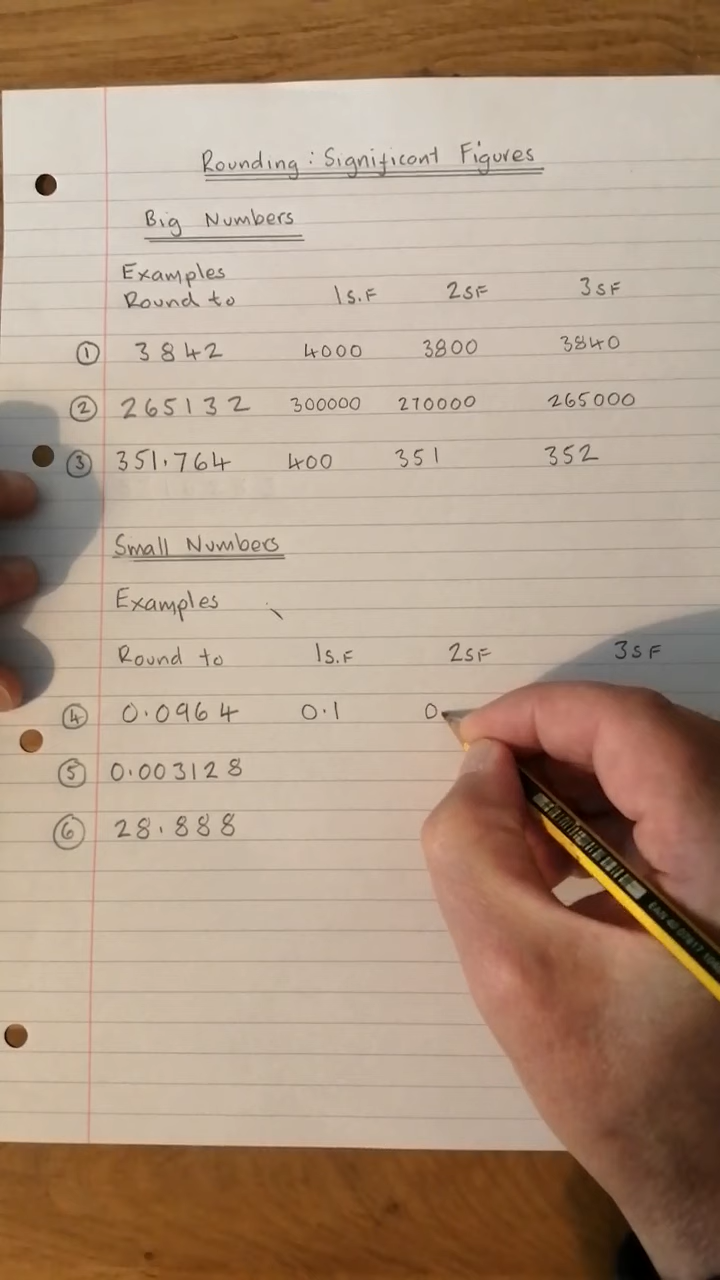 Rounding : Significant Figures
Big Numbers
Examples
Round to 1s.F 2SF 3SF
① 3842 4000 3800 3840
② 265132 300000 270000 265000
③ 351.764 400 351 352
Small Numbers
Examples
Round to 1s.F 2SF 3SF
④ 0.0964 0.1 0.
⑤ 0.003128
⑥ 28.888